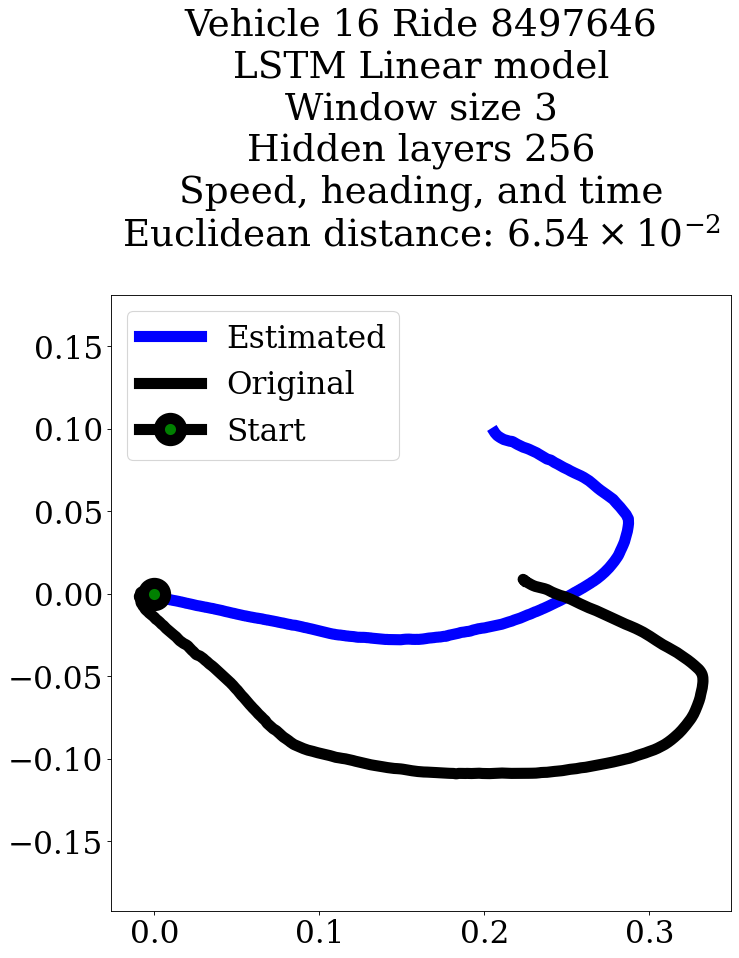 Vehicle 16 Ride 8497646
LSTM Linear model
Window size 3
Hidden layers 256
Speed, heading, and time
Euclidean distance: 6.54 × 10⁻²
Estimated
Original
Start
0.15
0.10
0.05
0.00
−0.05
−0.10
−0.15
0.0 0.1 0.2 0.3